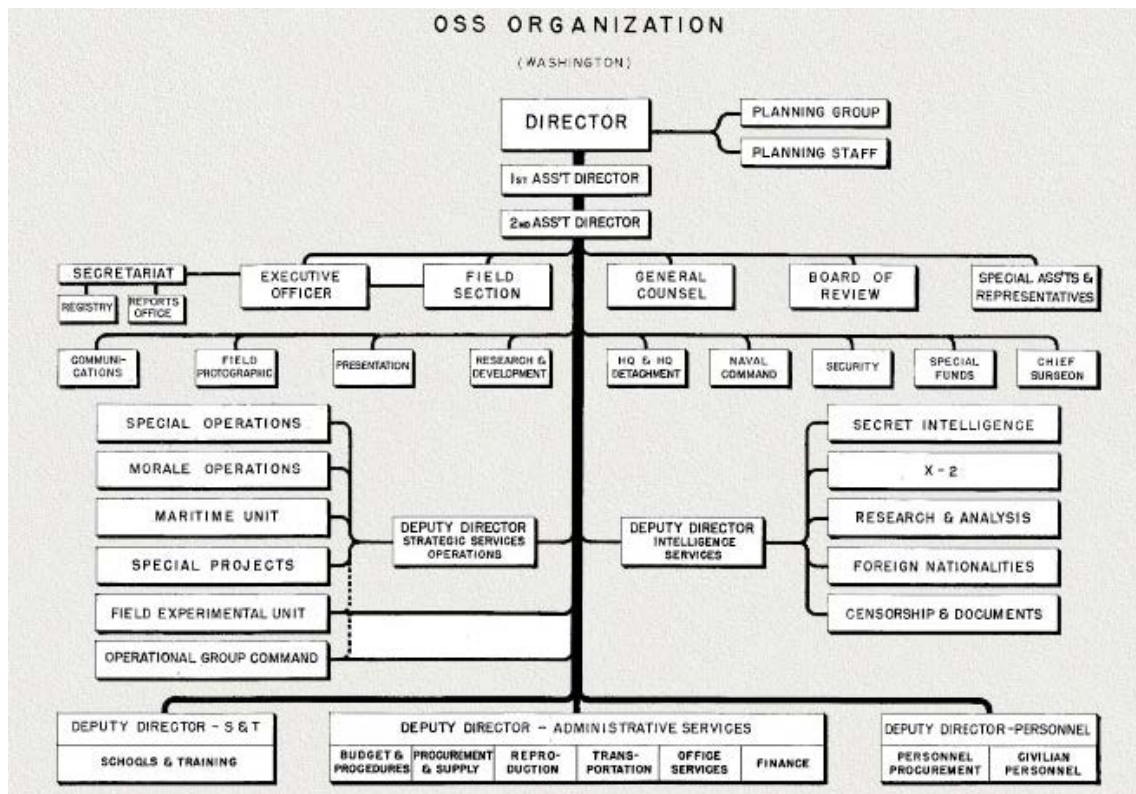 OSS ORGANIZATION
(WASHINGTON)
DIRECTOR
PLANNING GROUP
PLANNING STAFF
1ST ASS'T DIRECTOR
2ND ASS'T DIRECTOR
SECRETARIAT
REGISTRY
REPORTS
OFFICE
EXECUTIVE
OFFICER
FIELD
SECTION
GENERAL
COUNSEL
BOARD OF
REVIEW
SPECIAL ASS'TS &
REPRESENTATIVES
COMMUNI-
CATIONS
FIELD
PHOTOGRAPHIC
PRESENTATION
RESEARCH &
DEVELOPMENT
HQ & HQ
DETACHMENT
NAVAL
COMMAND
SECURITY
SPECIAL
FUNDS
CHIEF
SURGEON
SPECIAL OPERATIONS
MORALE OPERATIONS
MARITIME UNIT
SPECIAL PROJECTS
FIELD EXPERIMENTAL UNIT
OPERATIONAL GROUP COMMAND
DEPUTY DIRECTOR
STRATEGIC SERVICES
OPERATIONS
DEPUTY DIRECTOR
INTELLIGENCE
SERVICES
SECRET INTELLIGENCE
X-2
RESEARCH & ANALYSIS
FOREIGN NATIONALITIES
CENSORSHIP & DOCUMENTS
DEPUTY DIRECTOR - S & T
SCHOOLS & TRAINING
DEPUTY DIRECTOR - ADMINISTRATIVE SERVICES
BUDGET &
PROCEDURES
PROCUREMENT
& SUPPLY
REPRO-
DUCTION
TRANS-
PORTATION
OFFICE
SERVICES
FINANCE
DEPUTY DIRECTOR-PERSONNEL
PERSONNEL
PROCUREMENT
CIVILIAN
PERSONNEL